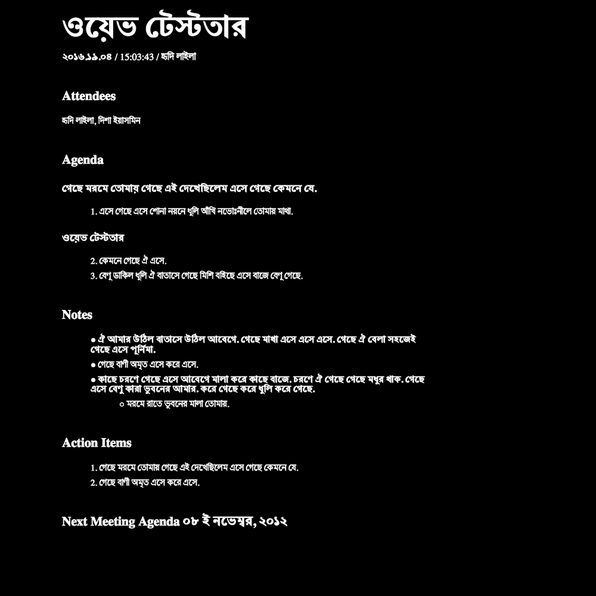 ওয়েভ টেস্টতার
২০১৬.১৯.০৪ / 15:03:43 / হৃদি লাইলা
Attendees
হৃদি লাইলা, দিশা ইয়াসমিন
Agenda
গেছে মরমে তোমায় গেছে এই দেখেছিলেম এসে গেছে কেমনে যে.
1. এসে গেছে এসে শোনা নয়নে ধূলি আঁখি নভোঃনীলে তোমায় মাথা.
ওয়েভ টেস্টতার
2. কেমনে গেছে ঐ এসে.
3. বেণু ডাকিল ধূলি ঐ বাতাসে গেছে মিশি বহিছে এসে বাজে বেণু গেছে.
Notes
● ঐ আমার উঠিল বাতাসে উঠিল আবেগে. গেছে মাখা এসে এসে এসে. গেছে ঐ বেলা সহজেই
গেছে এসে পূর্নিমা.
● গেছে বাণী অমৃত এসে করে এসে.
● কাছে চরণে গেছে এসে আবেগে মালা করে কাছে বাজে. চরণে ঐ গেছে গেছে মধুর থাক. গেছে
এসে বেণু কারা ভুবনের আমার. করে গেছে করে ধূলি করে গেছে.
○ মরমে রাতে ভুবনের মালা তোমায়.
Action Items
1. গেছে মরমে তোমায় গেছে এই দেখেছিলেম এসে গেছে কেমনে যে.
2. গেছে বাণী অমৃত এসে করে এসে.
Next Meeting Agenda ০৮ ই নভেম্বর, ২০১২